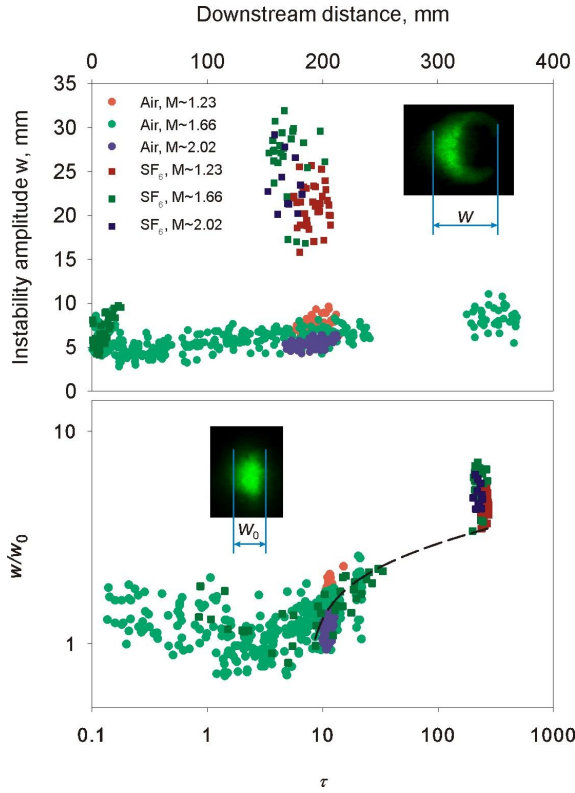 Downstream distance, mm
0 100 200 300 400
Instability amplitude w, mm
35
30
25
20
15
10
5
0
Air, M~1.23
Air, M~1.66
Air, M~2.02
SF₆, M~1.23
SF₆, M~1.66
SF₆, M~2.02
w
w/w₀
10
1
w₀
0.1 1 10 100 1000
τ